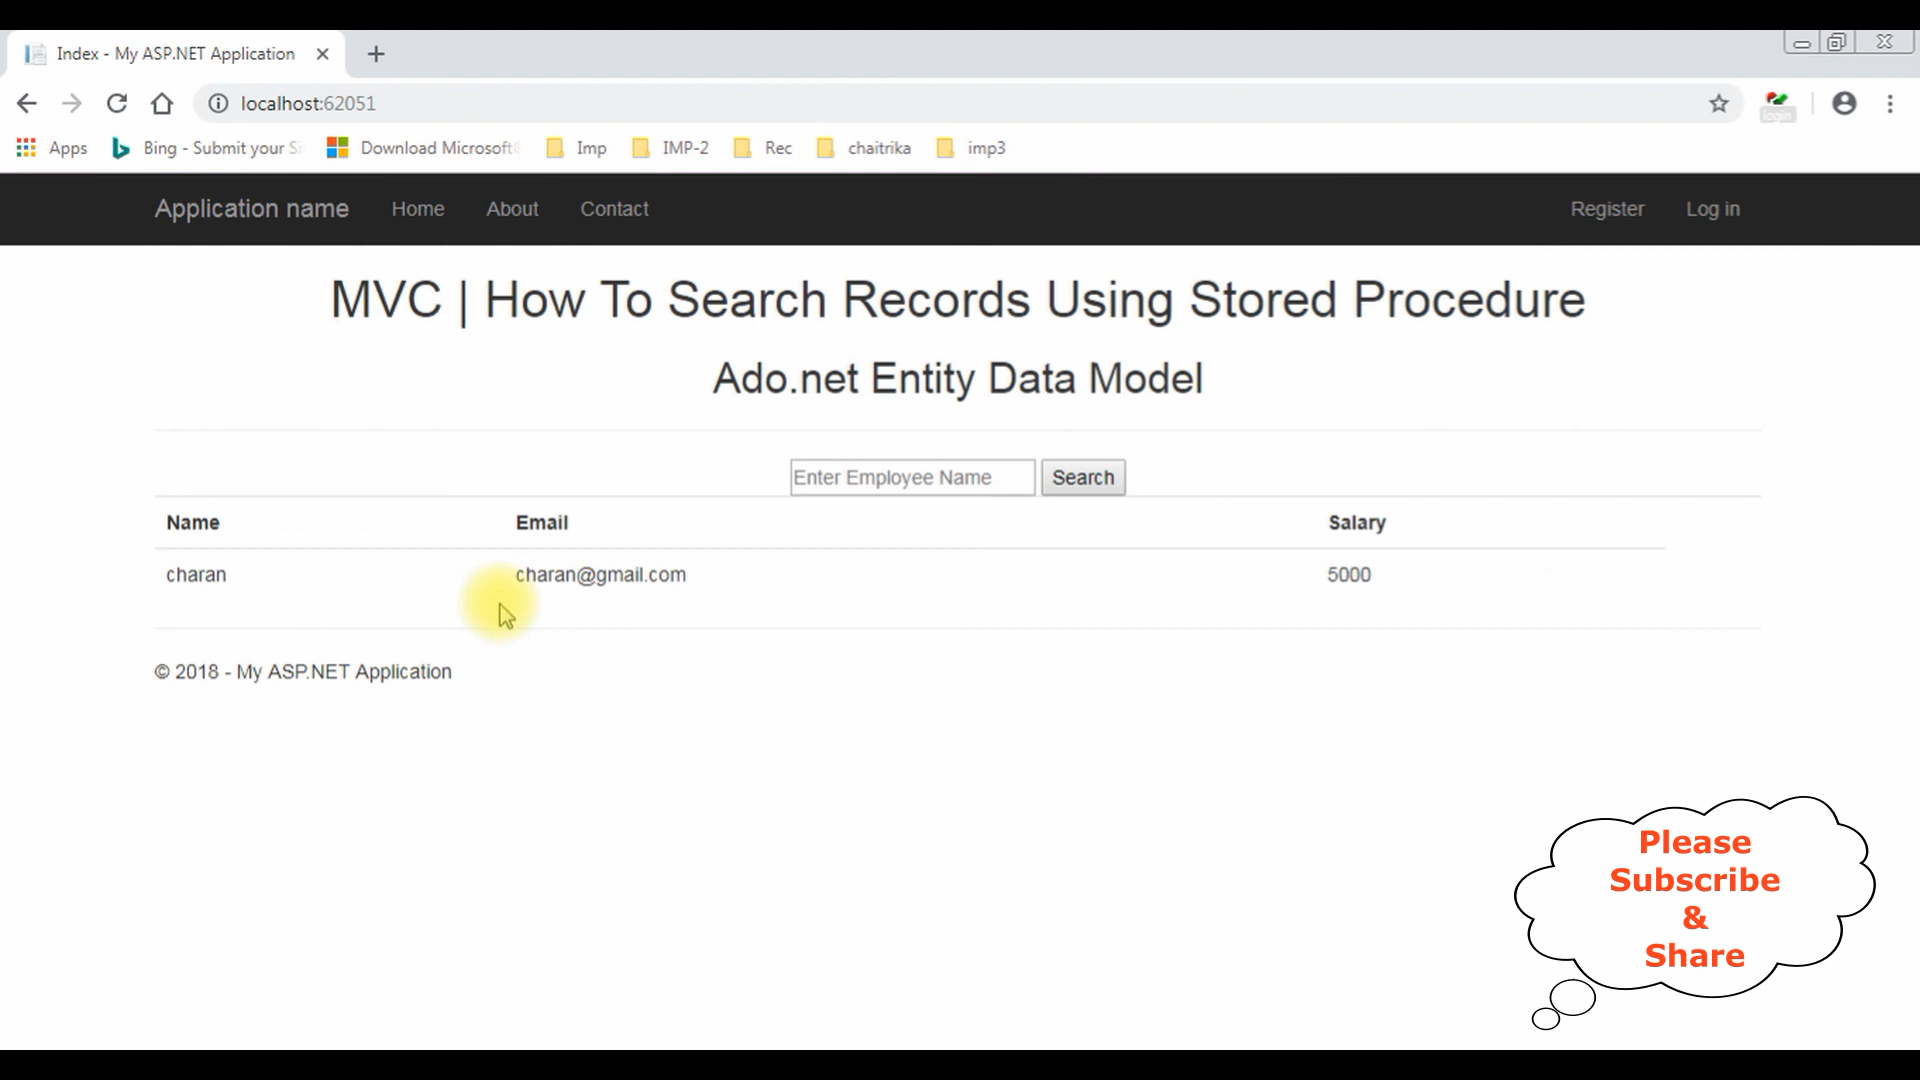 Index - My ASP.NET Application
localhost:62051
Apps Bing - Submit your Download Microsoft Imp IMP-2 Rec chaitrika imp3
Application name Home About Contact Register Log in
MVC | How To Search Records Using Stored Procedure
Ado.net Entity Data Model
Enter Employee Name Search
Name Email Salary
charan charan@gmail.com 5000
© 2018 - My ASP.NET Application
Please
Subscribe
&
Share